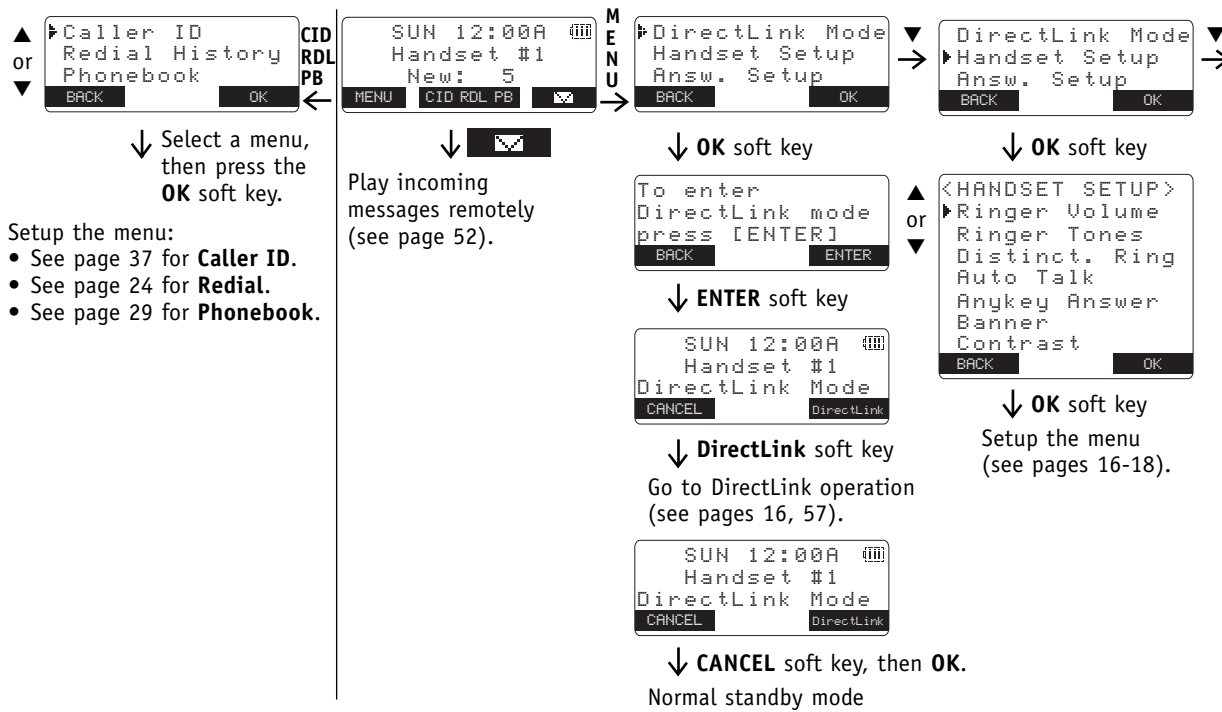 ▲
or
▼
Caller ID
Redial History
Phonebook
BACK OK
CID
RDL
PB
Select a menu,
then press the
OK soft key.
Setup the menu:
• See page 37 for Caller ID.
• See page 24 for Redial.
• See page 29 for Phonebook.
SUN 12:00A
Handset #1
New: 5
MENU CID RDL PB
Play incoming
messages remotely
(see page 52).
M
E
N
U
DirectLink Mode
Handset Setup
Answ. Setup
BACK OK
OK soft key
To enter
DirectLink mode
press [ENTER]
BACK ENTER
ENTER soft key
SUN 12:00A
Handset #1
DirectLink Mode
CANCEL DirectLink
DirectLink soft key
Go to DirectLink operation
(see pages 16, 57).
SUN 12:00A
Handset #1
DirectLink Mode
CANCEL DirectLink
CANCEL soft key, then OK.
Normal standby mode
▼
DirectLink Mode
Handset Setup
Answ. Setup
BACK OK
▼
OK soft key
▲
or
▼
<HANDSET SETUP>
Ringer Volume
Ringer Tones
Distinct. Ring
Auto Talk
Anykey Answer
Banner
Contrast
BACK OK
OK soft key
Setup the menu
(see pages 16-18).